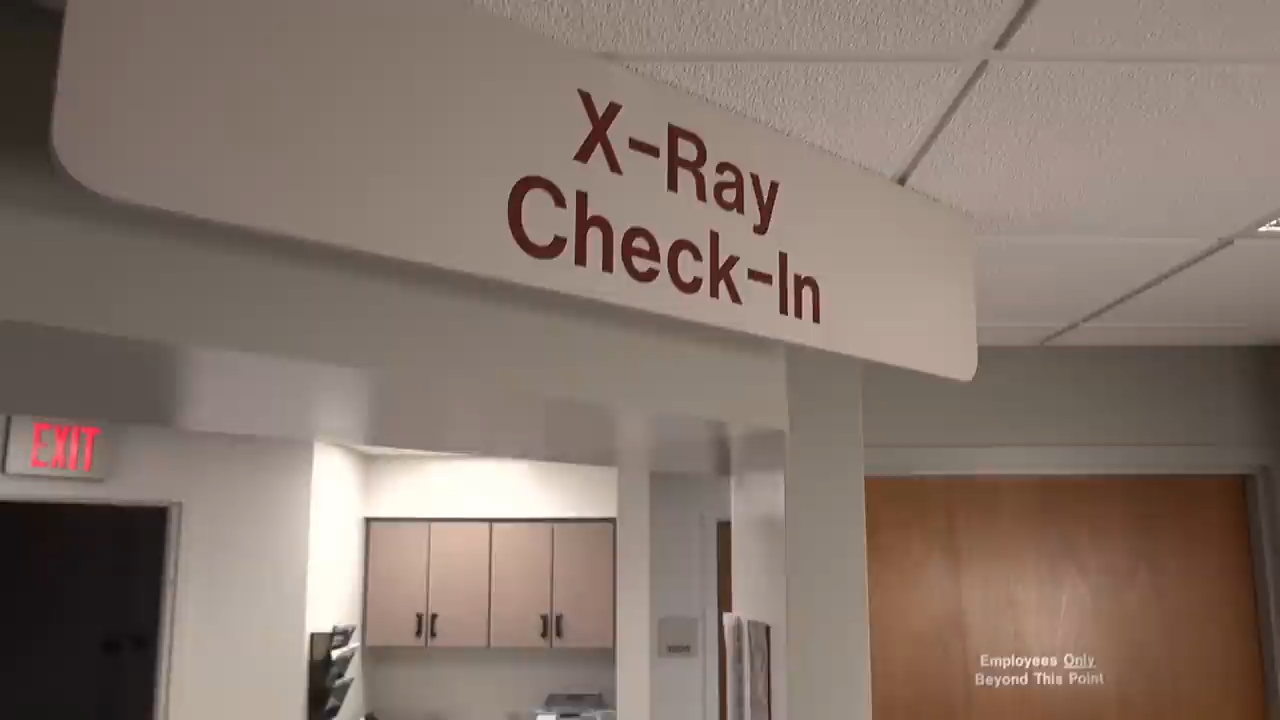 X-Ray
Check-In
EXIT
Employees Only
Beyond This Point